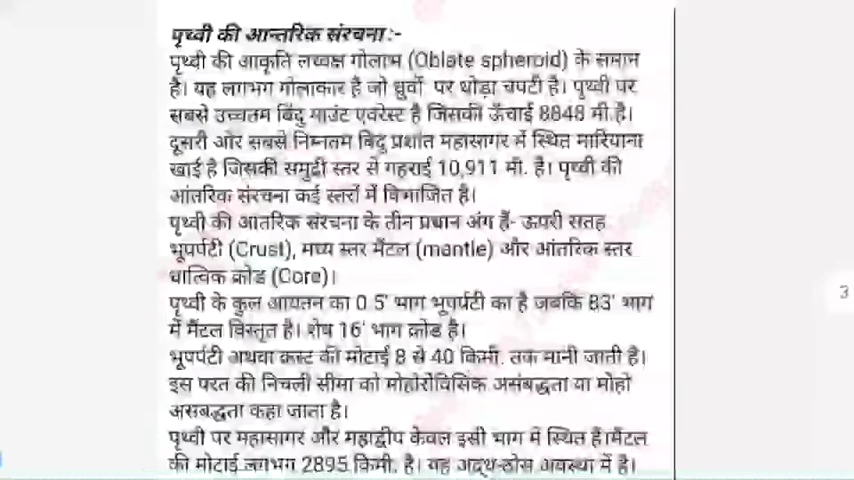 पृथ्वी की आन्तरिक संरचना :-
पृथ्वी की आकृति लध्वक्ष गोलाभ (Oblate spheroid) के समान
है। यह लगभग गोलाकार है जो ध्रुवों पर थोड़ा चपटी है। पृथ्वी पर
सबसे उच्चतम बिंदु माउंट एवरेस्ट है जिसकी ऊँचाई 8848 मी.है।
दूसरी ओर सबसे निम्नतम बिंदु प्रशांत महासागर में स्थित मारियाना
खाई है जिसकी समुद्री स्तर से गहराई 10,911 मी. है। पृथ्वी की
आंतरिक संरचना कई स्तरों में विभाजित है।
पृथ्वी की आंतरिक संरचना के तीन प्रधान अंग हैं- ऊपरी सतह
भूपर्पटी (Crust), मध्य स्तर मैंटल (mantle) और आंतरिक स्तर
धात्विक क्रोड (Core)।
पृथ्वी के कुल आयतन का 0.5' भाग भूपर्पटी का है जबकि 83' भाग
में मैंटल विस्तृत है। शेष 16' भाग क्रोड है।
भूपर्पटी अथवा क्रस्ट की मोटाई 8 से 40 किमी. तक मानी जाती है।
इस परत की निचली सीमा को मोहोरोविसिक असंबद्धता या मोहो
असंबद्धता कहा जाता है।
पृथ्वी पर महासागर और महाद्वीप केवल इसी भाग में स्थित हैं।मैंटल
की मोटाई लगभग 2895 किमी. है। यह अद्र्ध-ठोस अवस्था में है।
3